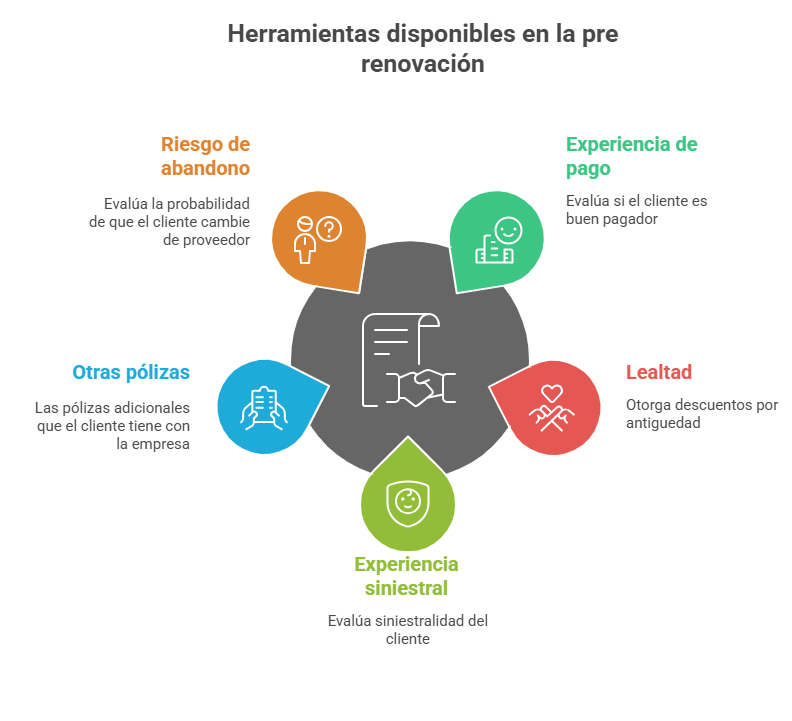 Herramientas disponibles en la pre
renovación
Riesgo de
abandono
Evalúa la probabilidad
de que el cliente cambie
de proveedor
Experiencia de
pago
Evalúa si el cliente es
buen pagador
Otras pólizas
Las pólizas adicionales
que el cliente tiene con
la empresa
Lealtad
Otorga descuentos por
antiguedad
Experiencia
siniestral
Evalúa siniestralidad del
cliente